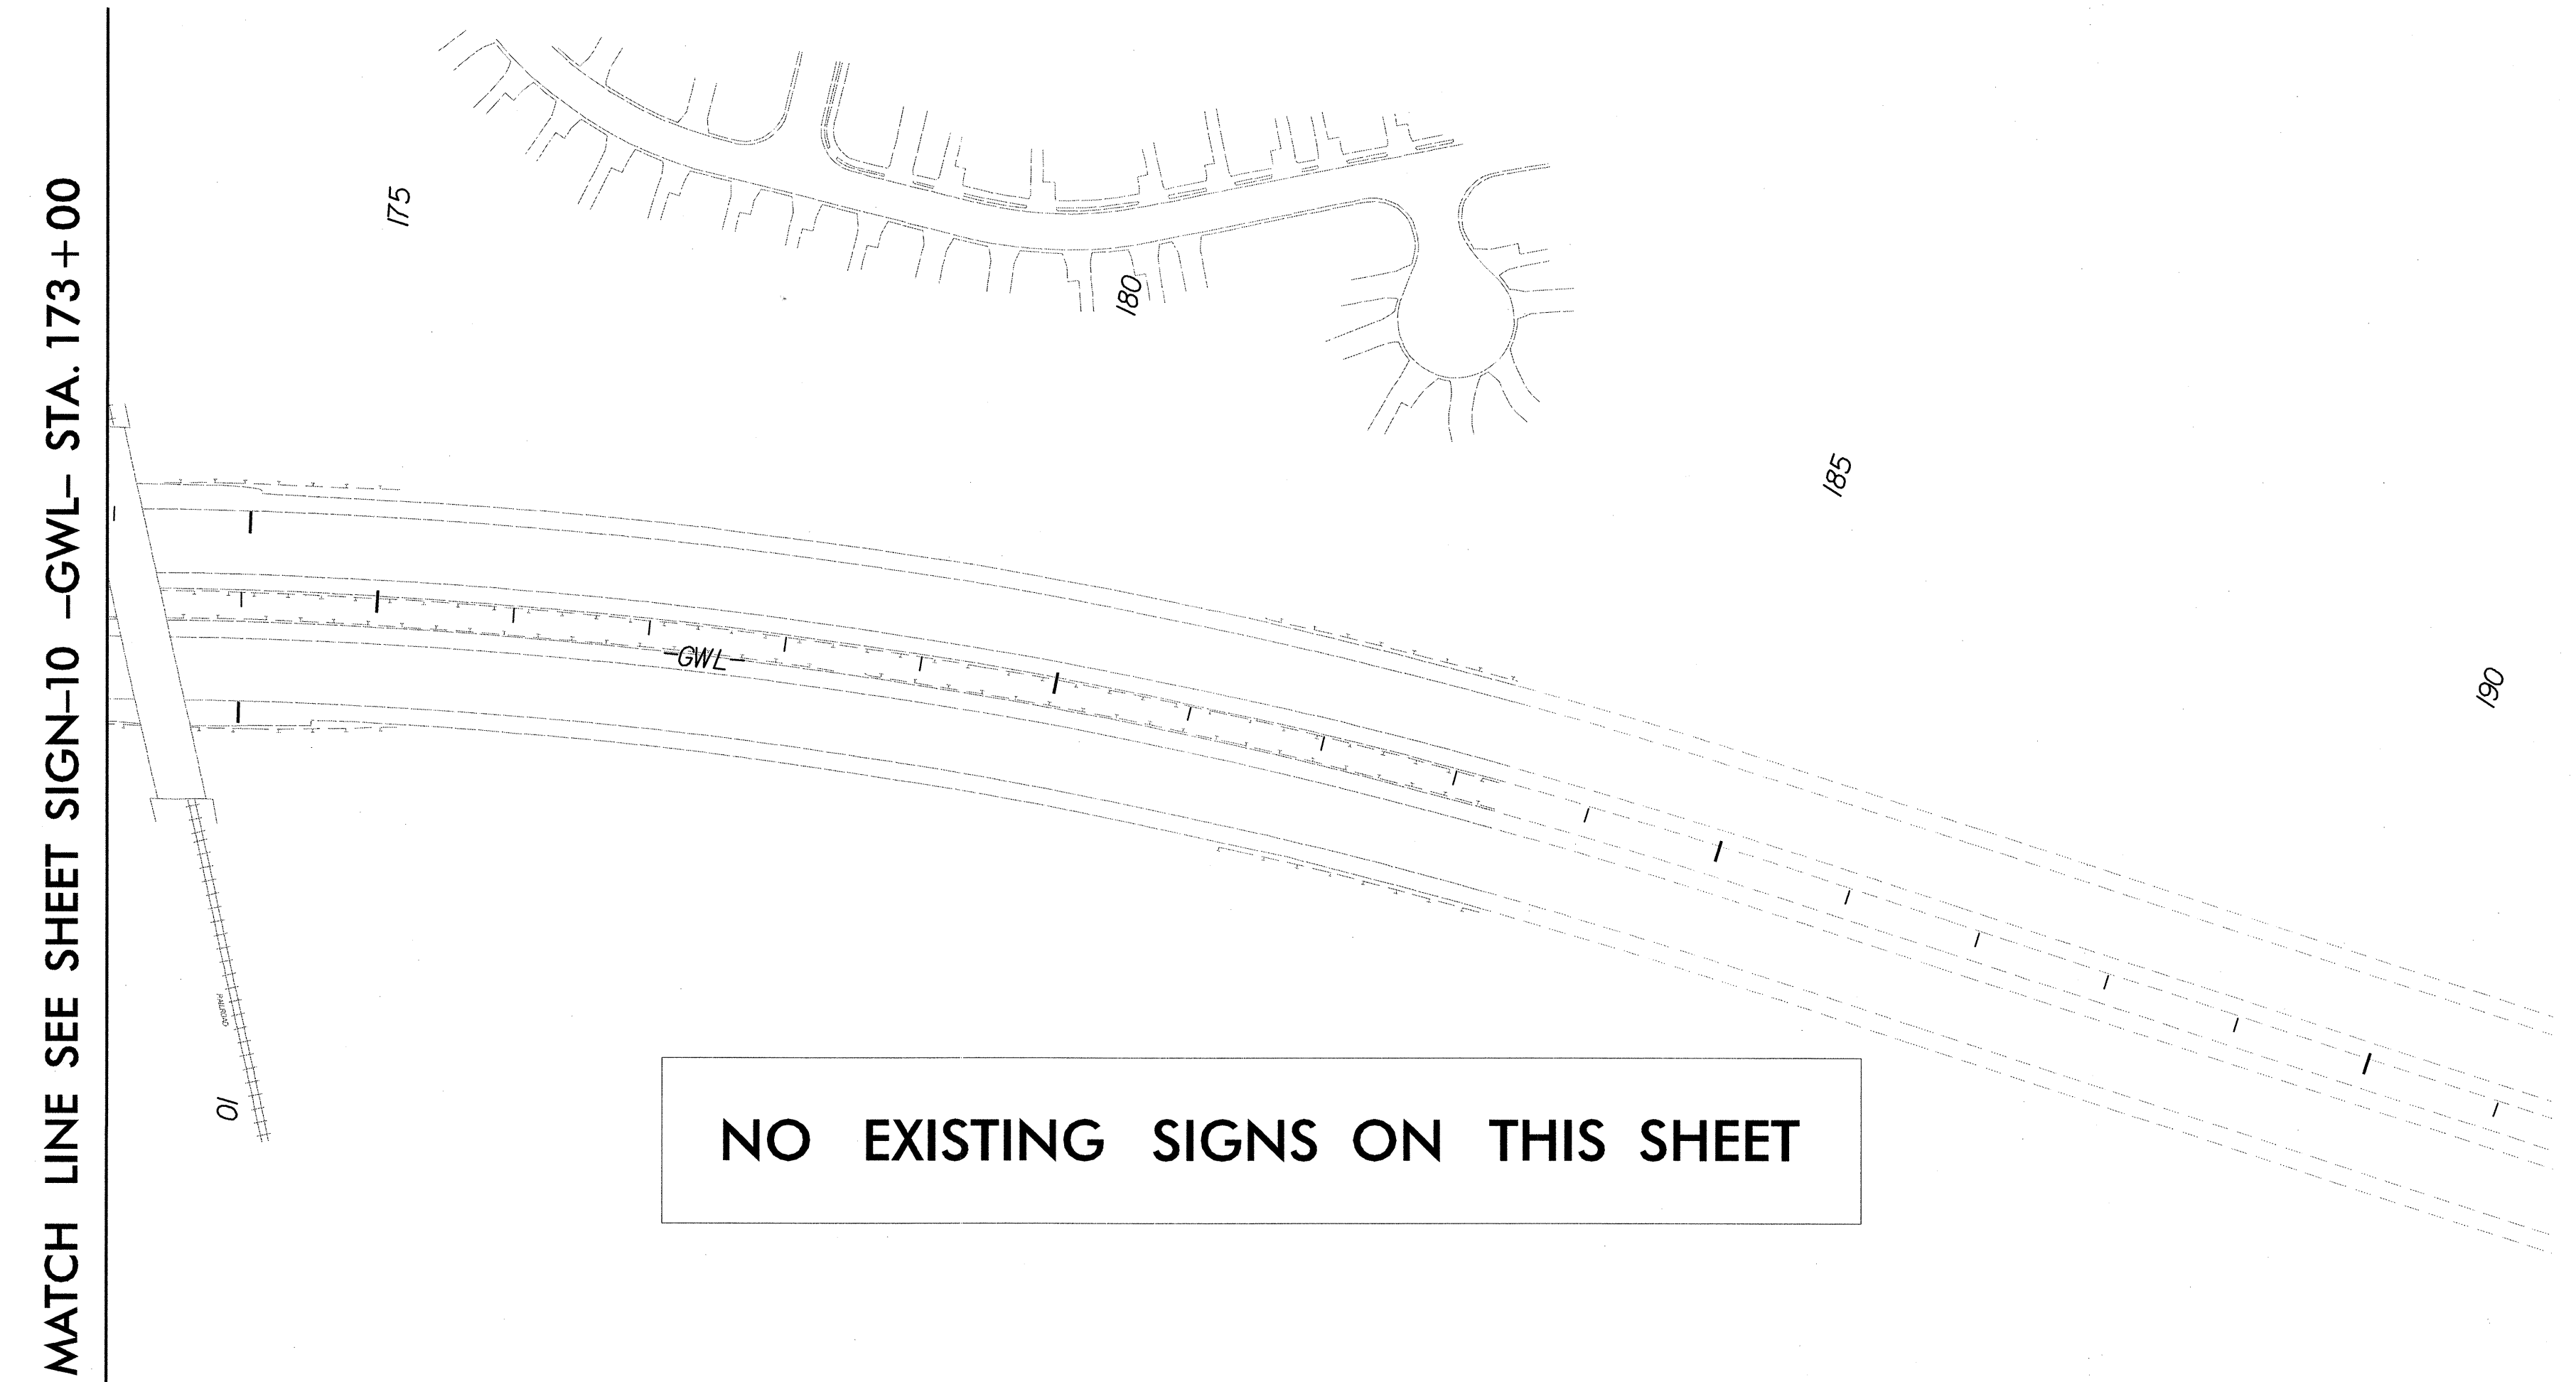 MATCH LINE SEE SHEET SIGN–10 –GWL– STA. 173+00
175
180
185
190
–GWL–
RAILROAD
10
NO EXISTING SIGNS ON THIS SHEET